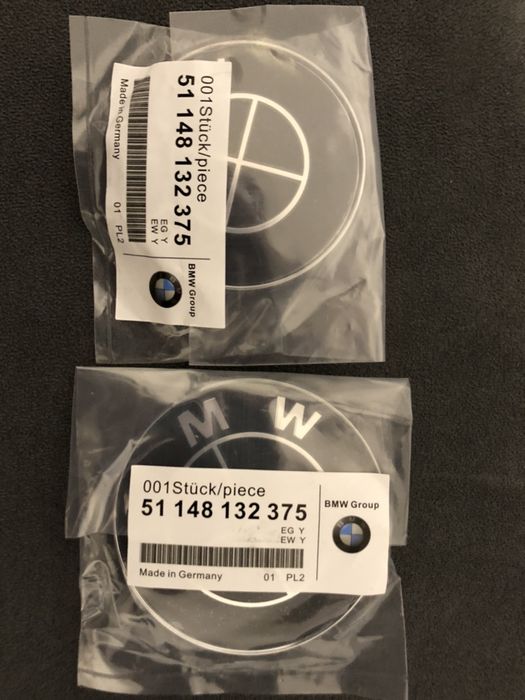 001Stück/piece
51 148 132 375
EG Y
EW Y
Made in Germany
01 PL2
BMW Group
M W
001Stück/piece
51 148 132 375
EG Y
EW Y
Made in Germany
01 PL2
BMW Group